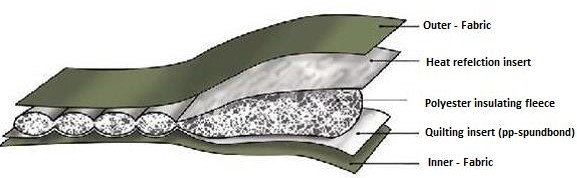 Outer - Fabric
Heat refelction insert
Polyester insulating fleece
Quilting insert (pp-spundbond)
Inner - Fabric